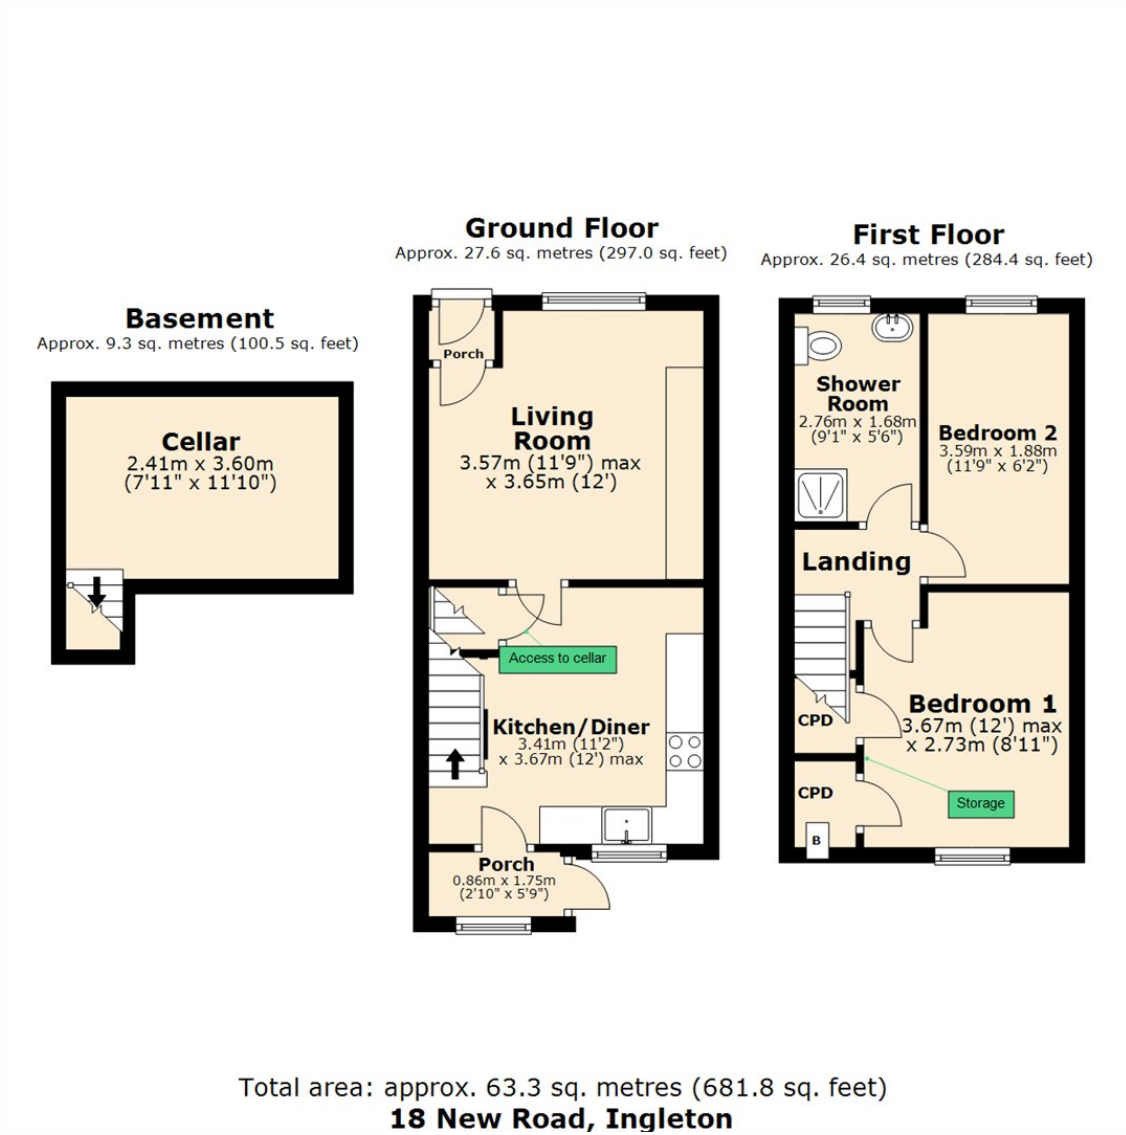 Ground Floor
Approx. 27.6 sq. metres (297.0 sq. feet)
First Floor
Approx. 26.4 sq. metres (284.4 sq. feet)
Basement
Approx. 9.3 sq. metres (100.5 sq. feet)
Cellar
2.41m x 3.60m
(7'11" x 11'10")
Porch
Living
Room
3.57m (11'9") max
x 3.65m (12')
Access to cellar
Kitchen/Diner
3.41m (11'2")
x 3.67m (12') max
Porch
0.86m x 1.75m
(2'10" x 5'9")
Shower
Room
2.76m x 1.68m
(9'1" x 5'6")
Bedroom 2
3.59m x 1.88m
(11'9" x 6'2")
Landing
Bedroom 1
3.67m (12') max
x 2.73m (8'11")
CPD
CPD
Storage
B
Total area: approx. 63.3 sq. metres (681.8 sq. feet)
18 New Road, Ingleton